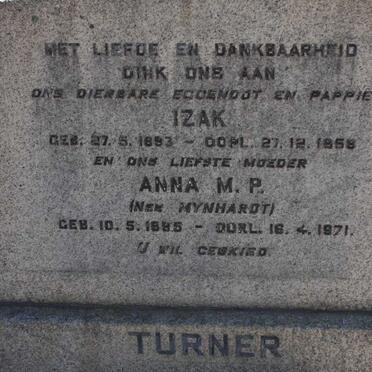 MET LIEFDE EN DANKBAARHEID
DINK ONS AAN
ONS DIERBARE EGGENOOT EN PAPPIE
IZAK
GEB. 27.5.1893 – OORL. 27.12.1958
EN ONS LIEFSTE MOEDER
ANNA M. P.
(NEE MYNHARDT)
GEB. 10.5.1895 – OORL. 16.4.1971.
U WIL GESKIED.
TURNER